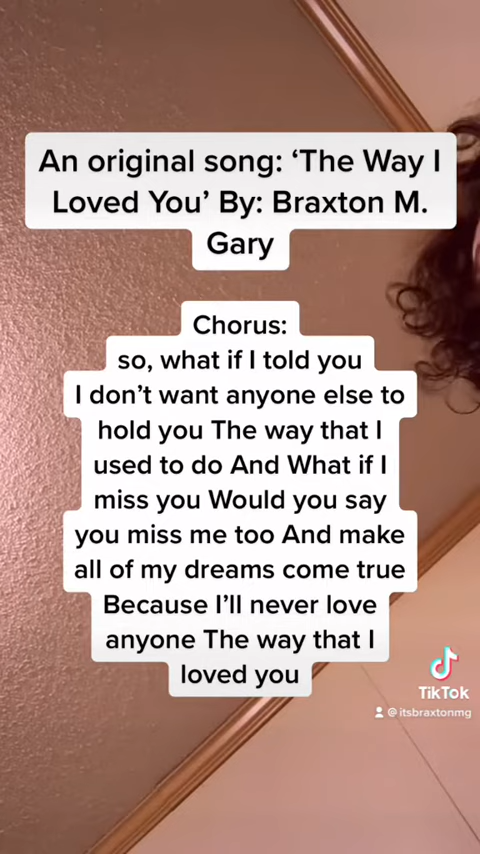 An original song: ‘The Way I
Loved You’ By: Braxton M.
Gary
Chorus:
so, what if I told you
I don’t want anyone else to
hold you The way that I
used to do And What if I
miss you Would you say
you miss me too And make
all of my dreams come true
Because I’ll never love
anyone The way that I
loved you
TikTok
@itsbraxtonmg